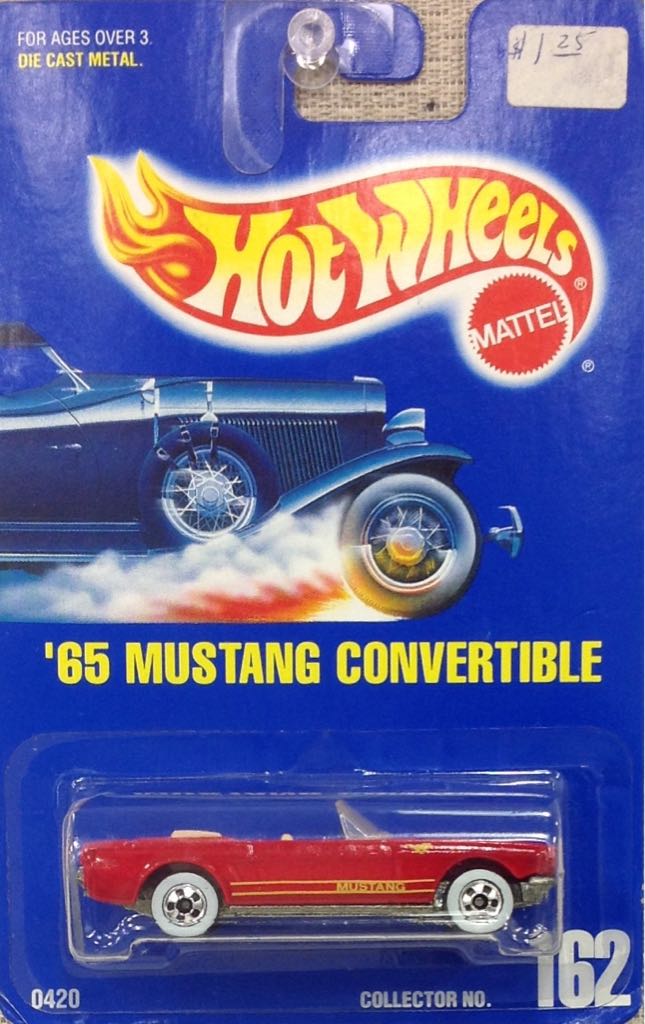 FOR AGES OVER 3.
DIE CAST METAL.
$1 25
HOT WHEELS ®
MATTEL
®
'65 MUSTANG CONVERTIBLE
MUSTANG
0420
COLLECTOR NO.
162